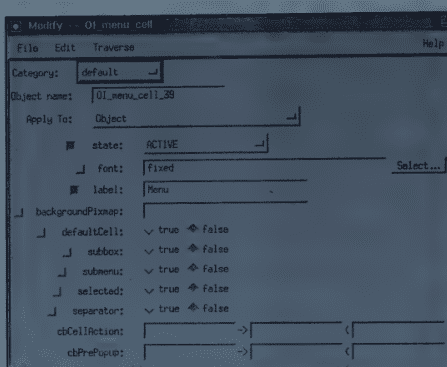 Modify -- OI_menu_cell
File Edit Traverse Help
Category: default
Object name: OI_menu_cell_39
Apply To: Object
state: ACTIVE
font: fixed Select...
label: Menu
backgroundPixmap:
defaultCell: true false
subbox: true false
submenu: true false
selected: true false
separator: true false
cbCellAction: -> (
cbPrePopup: -> (